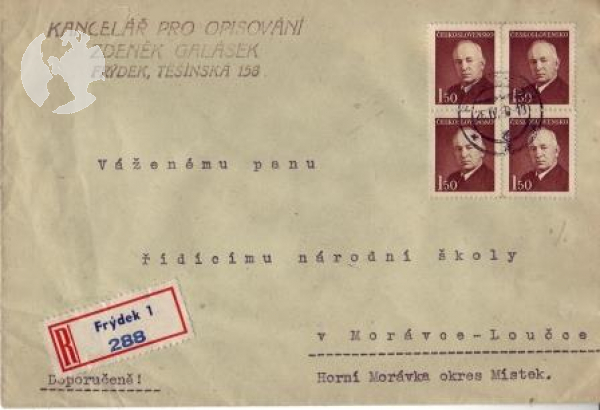 KANCELÁŘ PRO OPISOVÁNÍ
ZDENĚK GALÁSEK
FRÝDEK, TĚŠÍNSKÁ 158
ČESKOSLOVENSKO
1,50
ČESKOSLOVENSKO
1,50
ČESKOSLOVENSKO
1,50
ČESKOSLOVENSKO
1,50
Váženému panu
řídícímu národní školy
v Morávce-Loučce
Horní Morávka okres Místek.
R
Frýdek 1
288
Doporučeně!